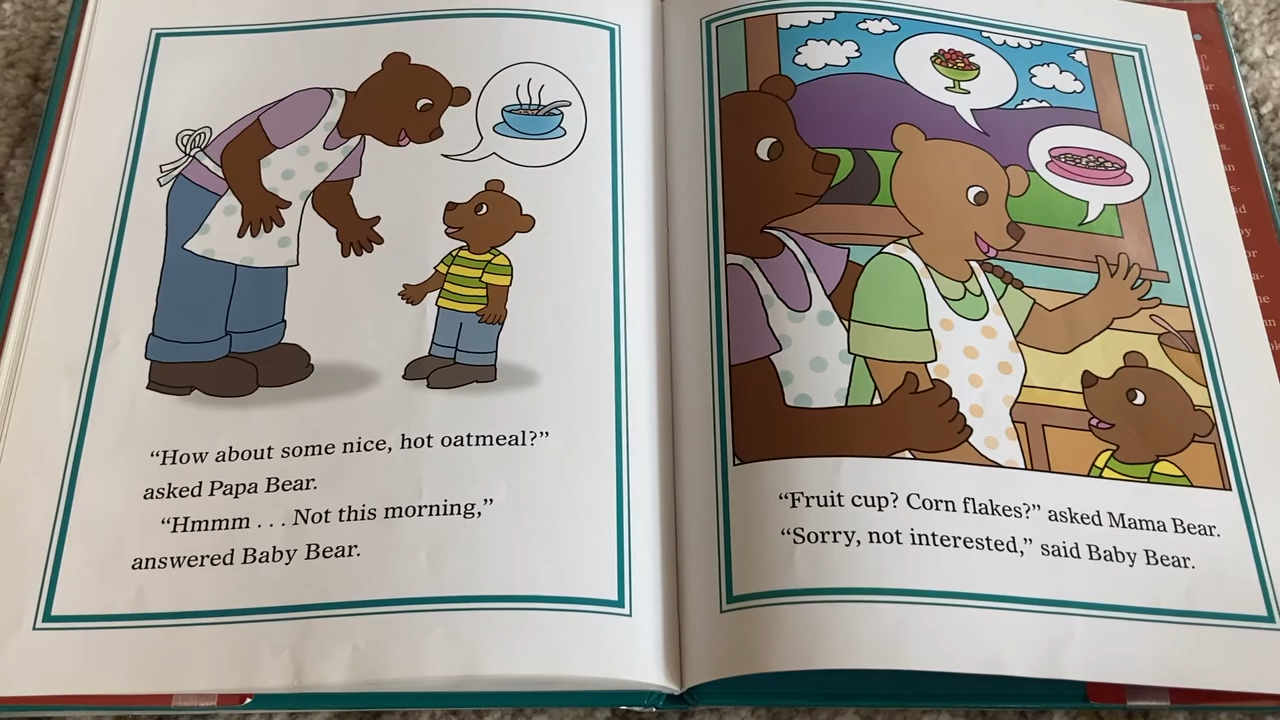 “How about some nice, hot oatmeal?”
asked Papa Bear.
“Hmmm . . . Not this morning,”
answered Baby Bear.
“Fruit cup? Corn flakes?” asked Mama Bear.
“Sorry, not interested,” said Baby Bear.